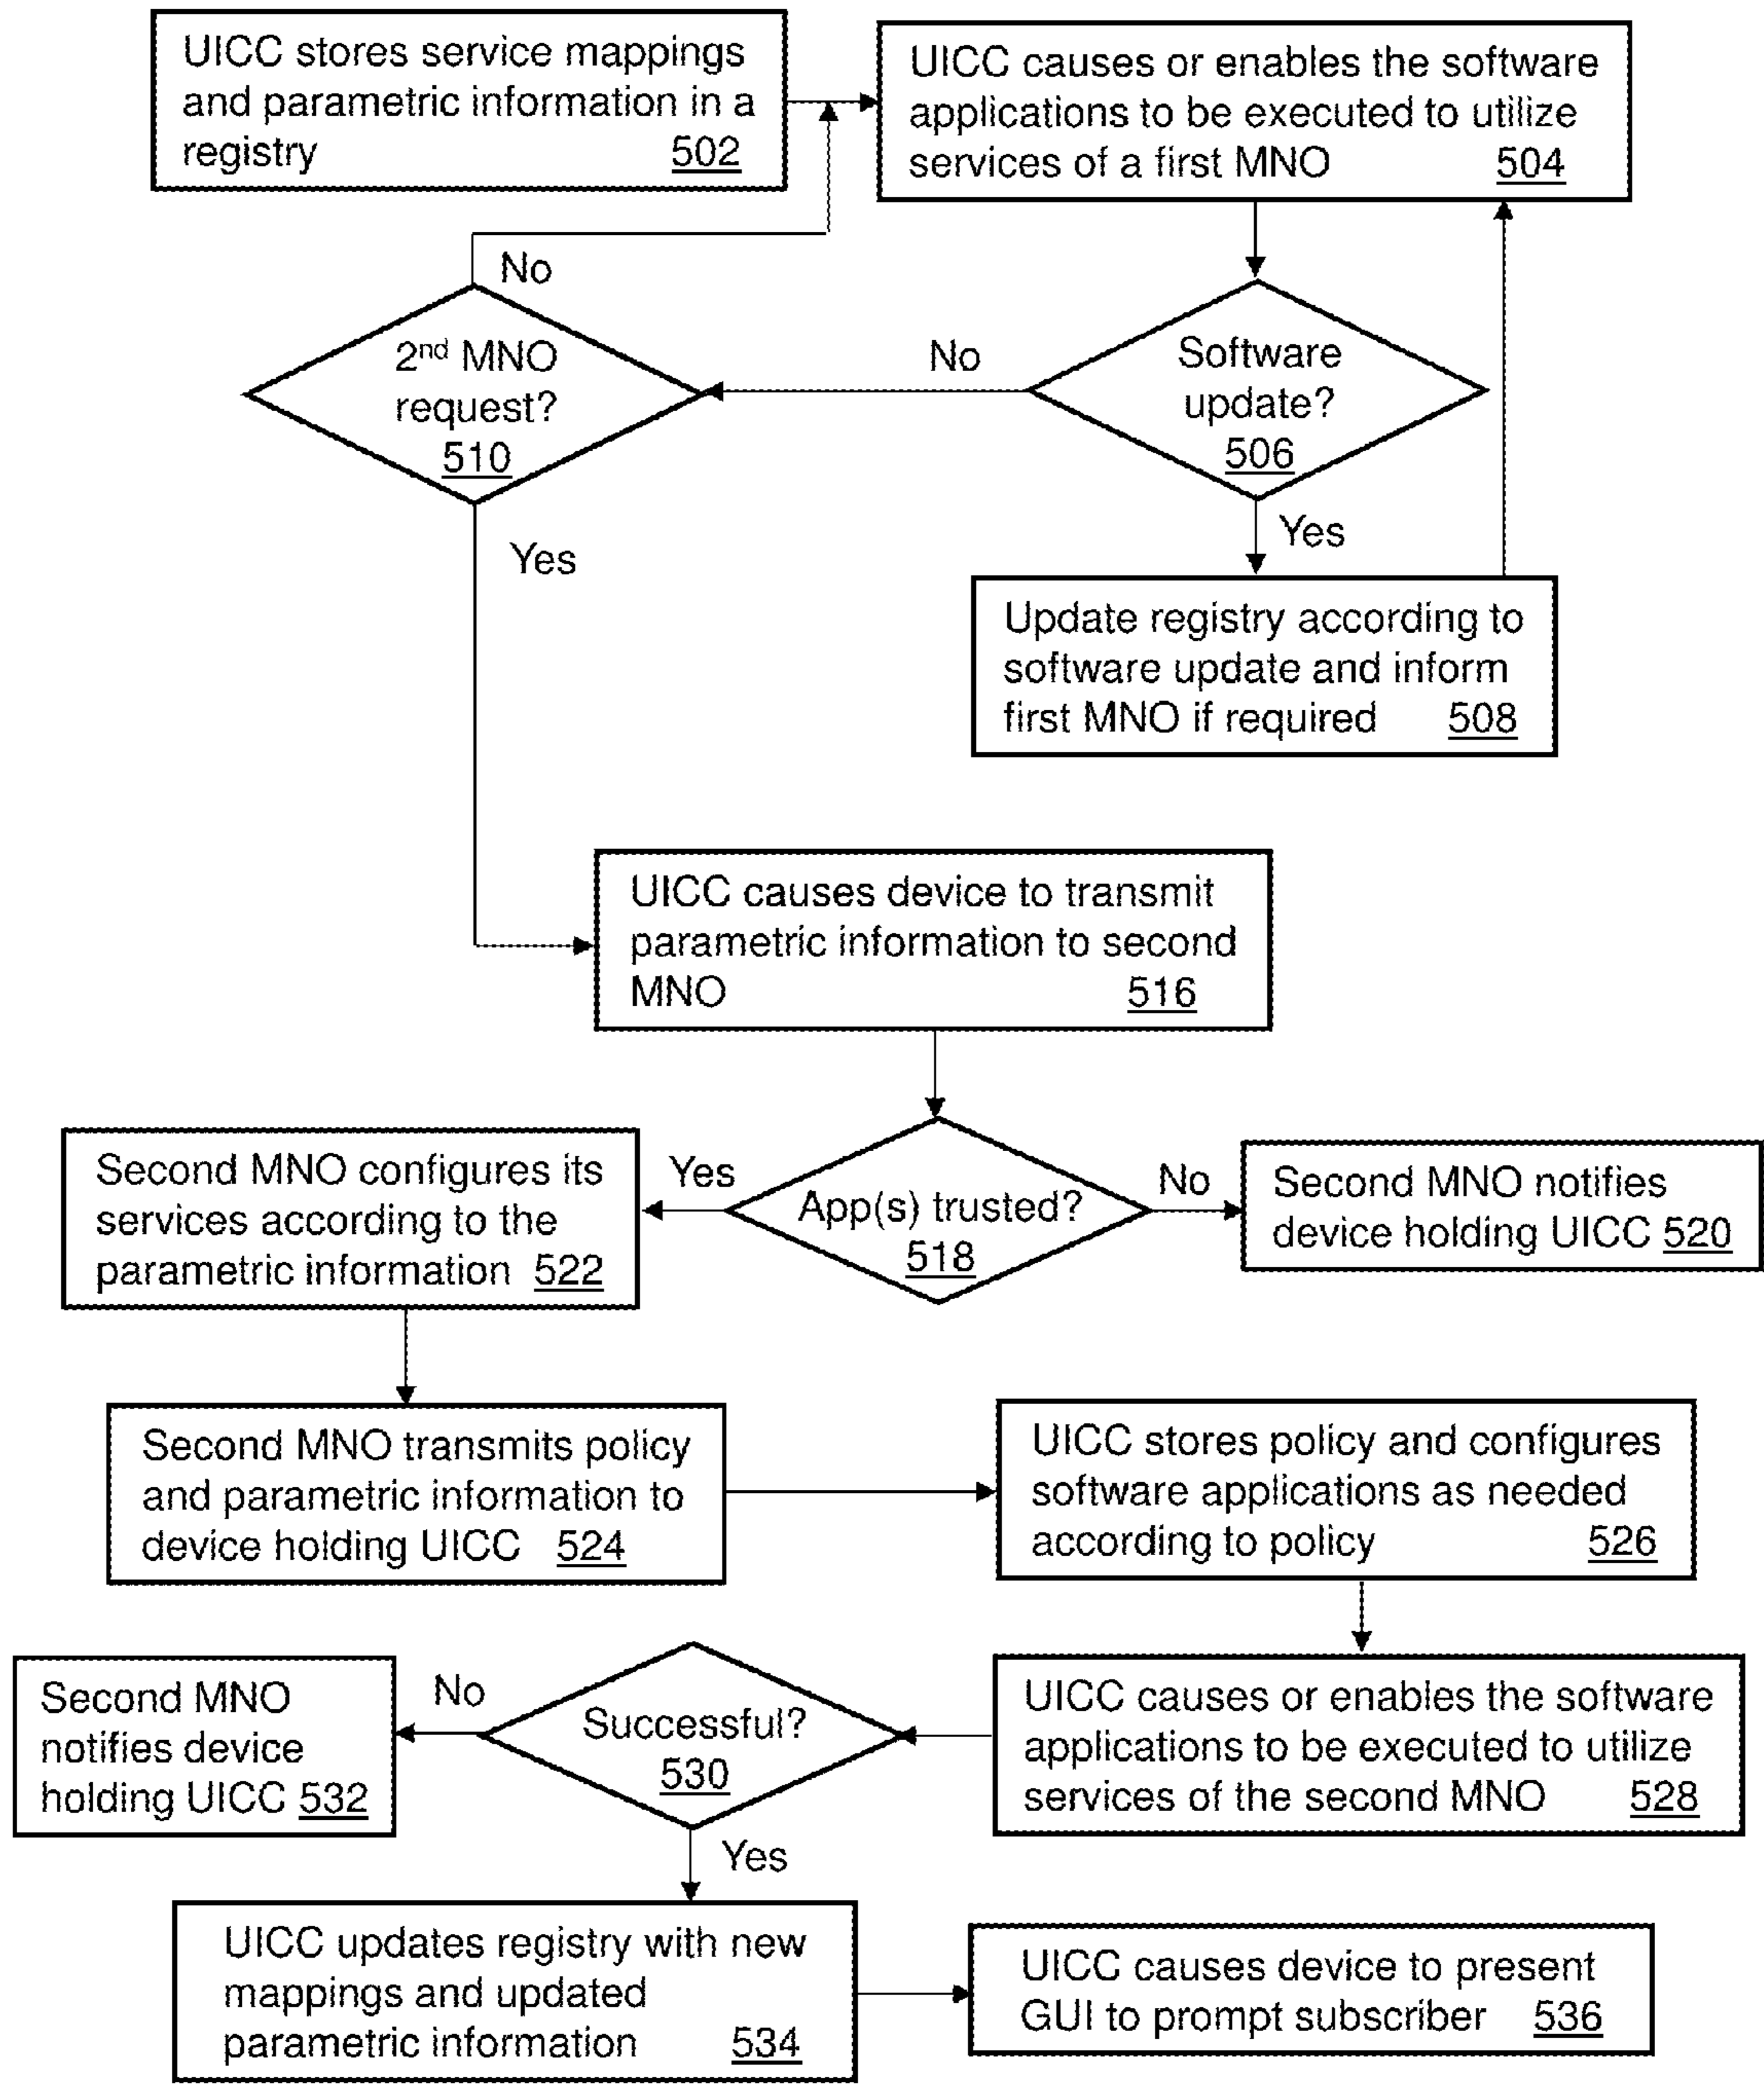 UICC stores service mappings
and parametric information in a
registry 502
UICC causes or enables the software
applications to be executed to utilize
services of a first MNO 504
No
2nd MNO
request?
510
No
Software
update?
506
Yes
Yes
Update registry according to
software update and inform
first MNO if required 508
UICC causes device to transmit
parametric information to second
MNO 516
Second MNO configures its
services according to the
parametric information 522
Yes
App(s) trusted?
518
No
Second MNO notifies
device holding UICC 520
Second MNO transmits policy
and parametric information to
device holding UICC 524
UICC stores policy and configures
software applications as needed
according to policy 526
Second MNO
notifies device
holding UICC 532
No
Successful?
530
UICC causes or enables the software
applications to be executed to utilize
services of the second MNO 528
Yes
UICC updates registry with new
mappings and updated
parametric information 534
UICC causes device to present
GUI to prompt subscriber 536